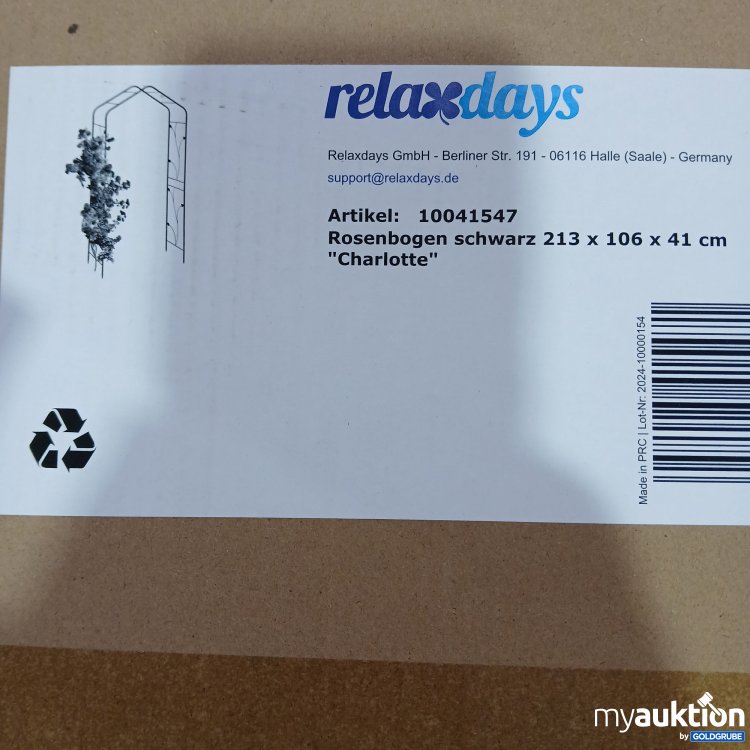 relaxdays
Relaxdays GmbH - Berliner Str. 191 - 06116 Halle (Saale) - Germany
support@relaxdays.de
Artikel: 10041547
Rosenbogen schwarz 213 x 106 x 41 cm
"Charlotte"
Made in PRC | Lot-Nr: 2024-10000154
myauktion
by GOLDGRUBE